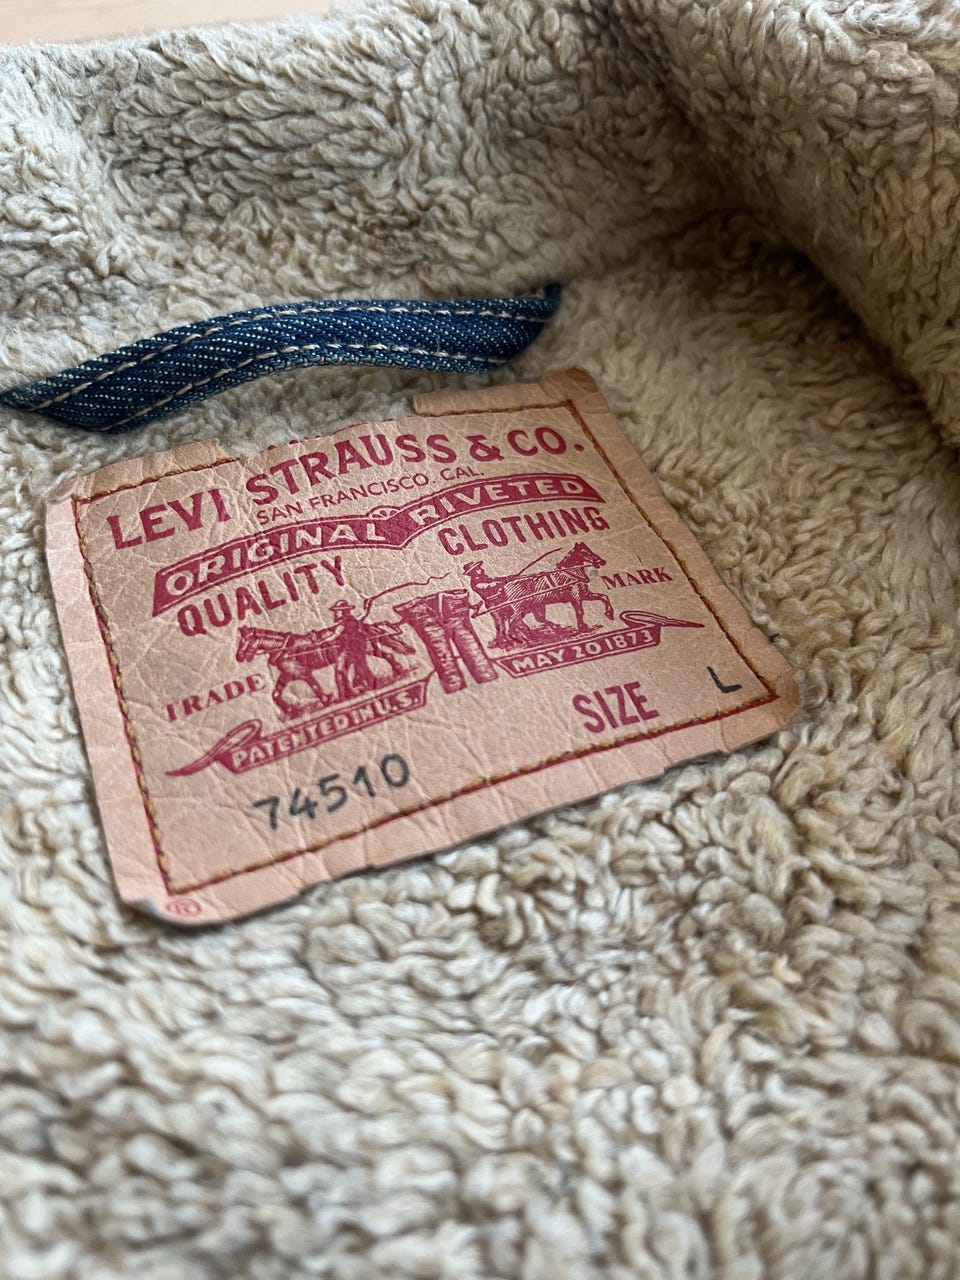 LEVI STRAUSS & CO.
SAN FRANCISCO. CAL.
ORIGINAL RIVETED
QUALITY CLOTHING
TRADE MARK
PATENTED IN U.S. MAY 20 1873
SIZE L
74510
®